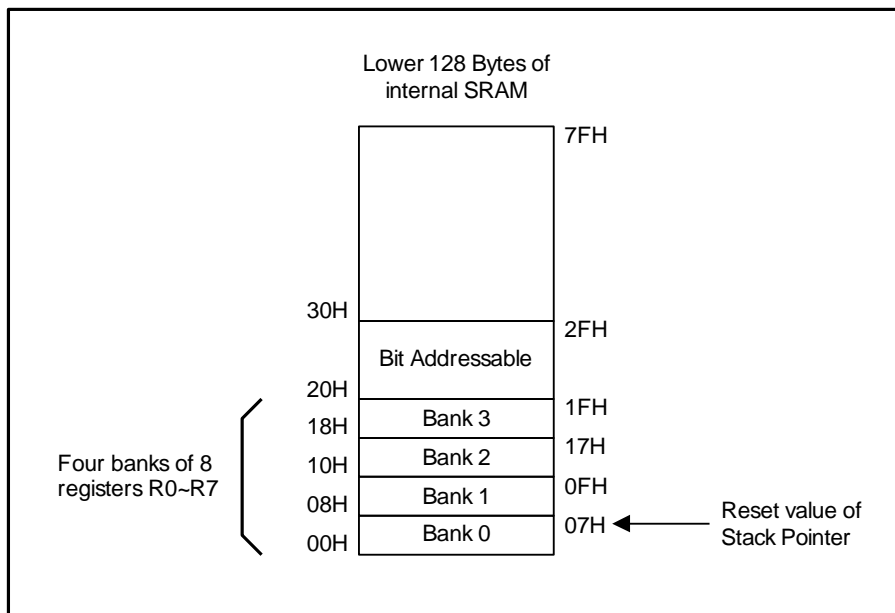 Lower 128 Bytes of
internal SRAM
7FH
30H
2FH
Bit Addressable
20H
1FH
Bank 3
18H
17H
Bank 2
10H
0FH
Bank 1
08H
07H
Bank 0
00H
Four banks of 8
registers R0~R7
Reset value of
Stack Pointer